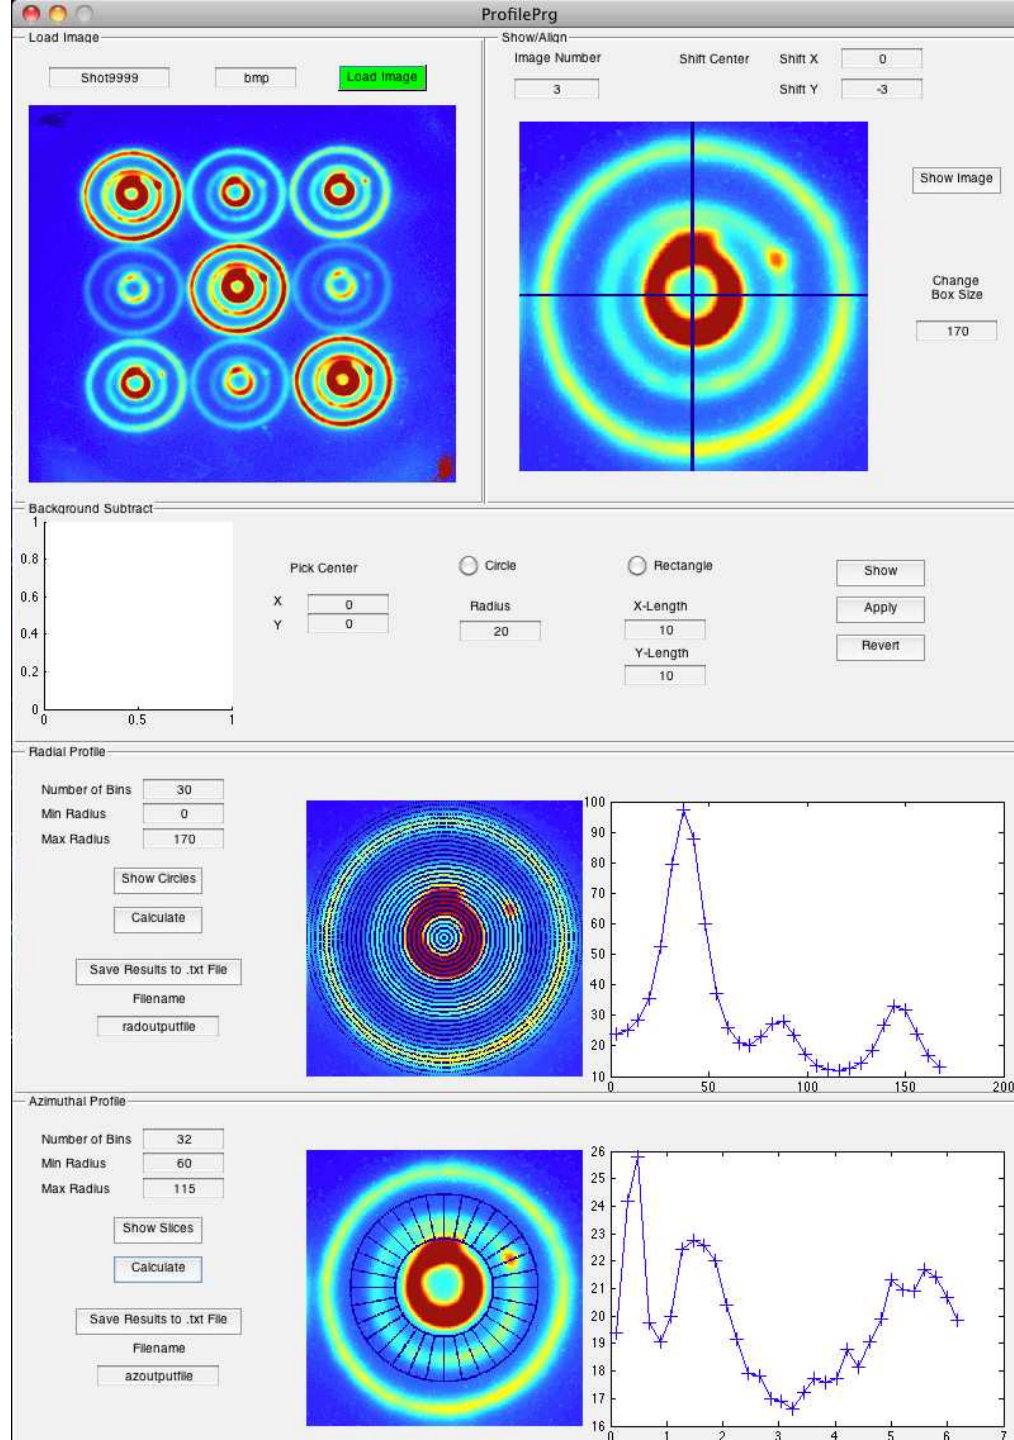 ProfilePrg
Load Image
Shot9999 bmp Load Image
Show/Align
Image Number Shift Center Shift X 0
3 Shift Y -3
Show Image
Change
Box Size
170
Background Subtract
1
0.8
0.6
0.4
0.2
0
0 0.5 1
Pick Center
X 0
Y 0
Circle
Radius
20
Rectangle
X-Length
10
Y-Length
10
Show
Apply
Revert
Radial Profile
Number of Bins 30
Min Radius 0
Max Radius 170
Show Circles
Calculate
Save Results to .txt File
Filename
radoutputfile
100
90
80
70
60
50
40
30
20
10
0 50 100 150 200
Azimuthal Profile
Number of Bins 32
Min Radius 60
Max Radius 115
Show Slices
Calculate
Save Results to .txt File
Filename
azoutputfile
26
25
24
23
22
21
20
19
18
17
16
0 1 2 3 4 5 6 7